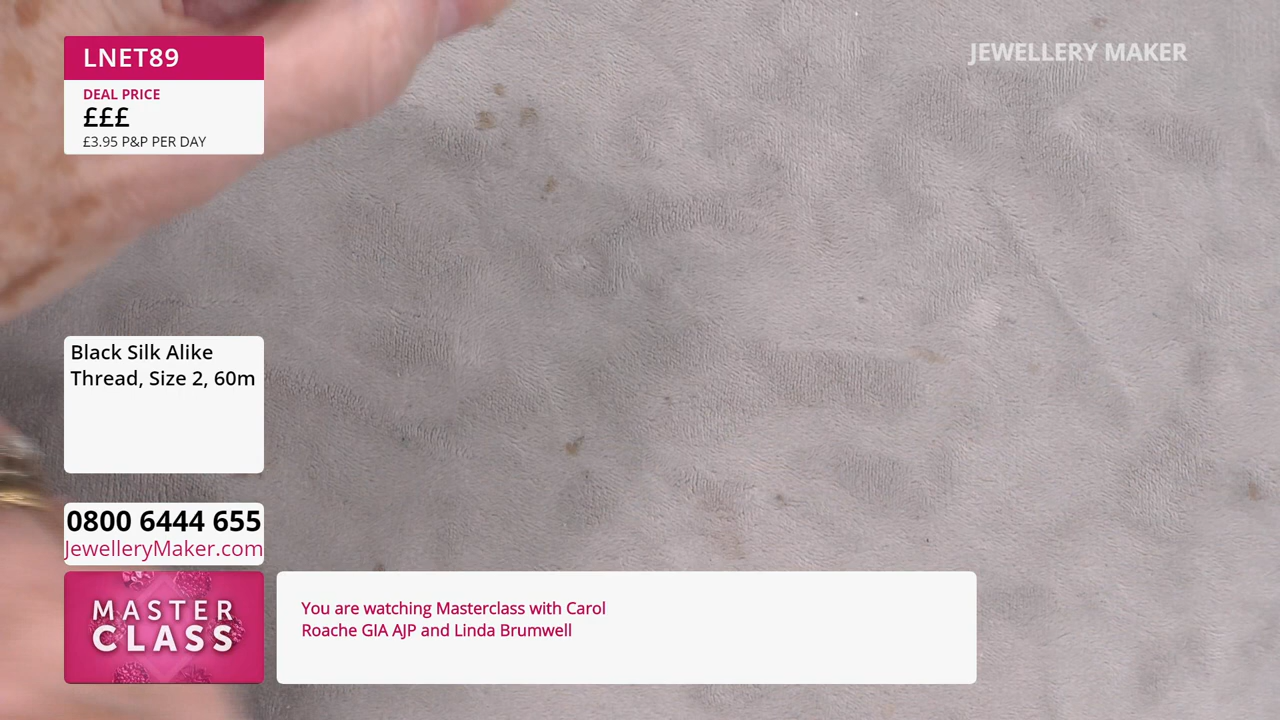 LNET89
DEAL PRICE
£££
£3.95 P&P PER DAY
JEWELLERY MAKER
Black Silk Alike
Thread, Size 2, 60m
0800 6444 655
JewelleryMaker.com
MASTER
CLASS
You are watching Masterclass with Carol
Roache GIA AJP and Linda Brumwell